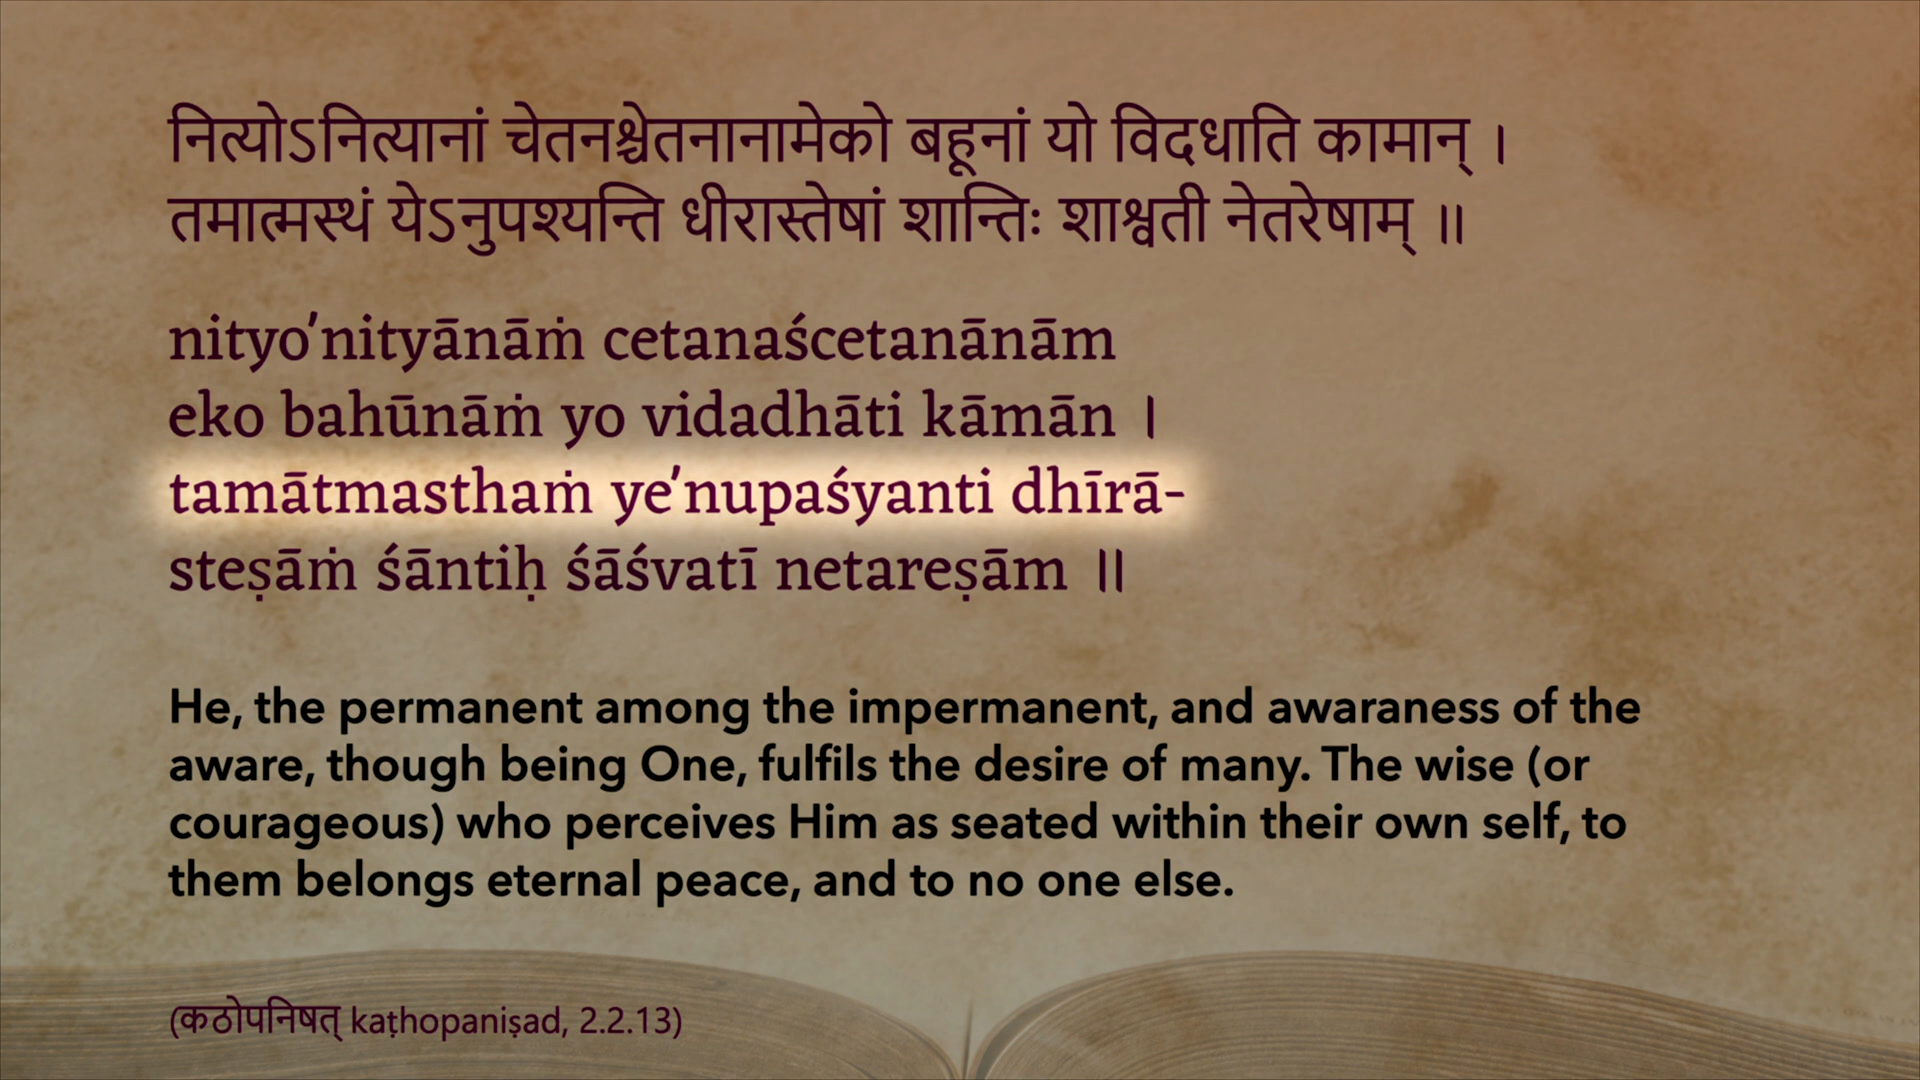 नित्योऽनित्यानां चेतनश्चेतनानामेको बहूनां यो विदधाति कामान् ।
तमात्मस्थं येऽनुपश्यन्ति धीरास्तेषां शान्तिः शाश्वती नेतरेषाम् ॥
nityo’nityānāṁ cetanaścetanānām
eko bahūnāṁ yo vidadhāti kāmān ।
tamātmasthaṁ ye’nupaśyanti dhīrā-
steṣāṁ śāntiḥ śāśvatī netareṣām ॥
He, the permanent among the impermanent, and awaraness of the
aware, though being One, fulfils the desire of many. The wise (or
courageous) who perceives Him as seated within their own self, to
them belongs eternal peace, and to no one else.
(कठोपनिषत् kaṭhopaniṣad, 2.2.13)